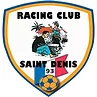 RACING CLUB
SAINT DENIS
93